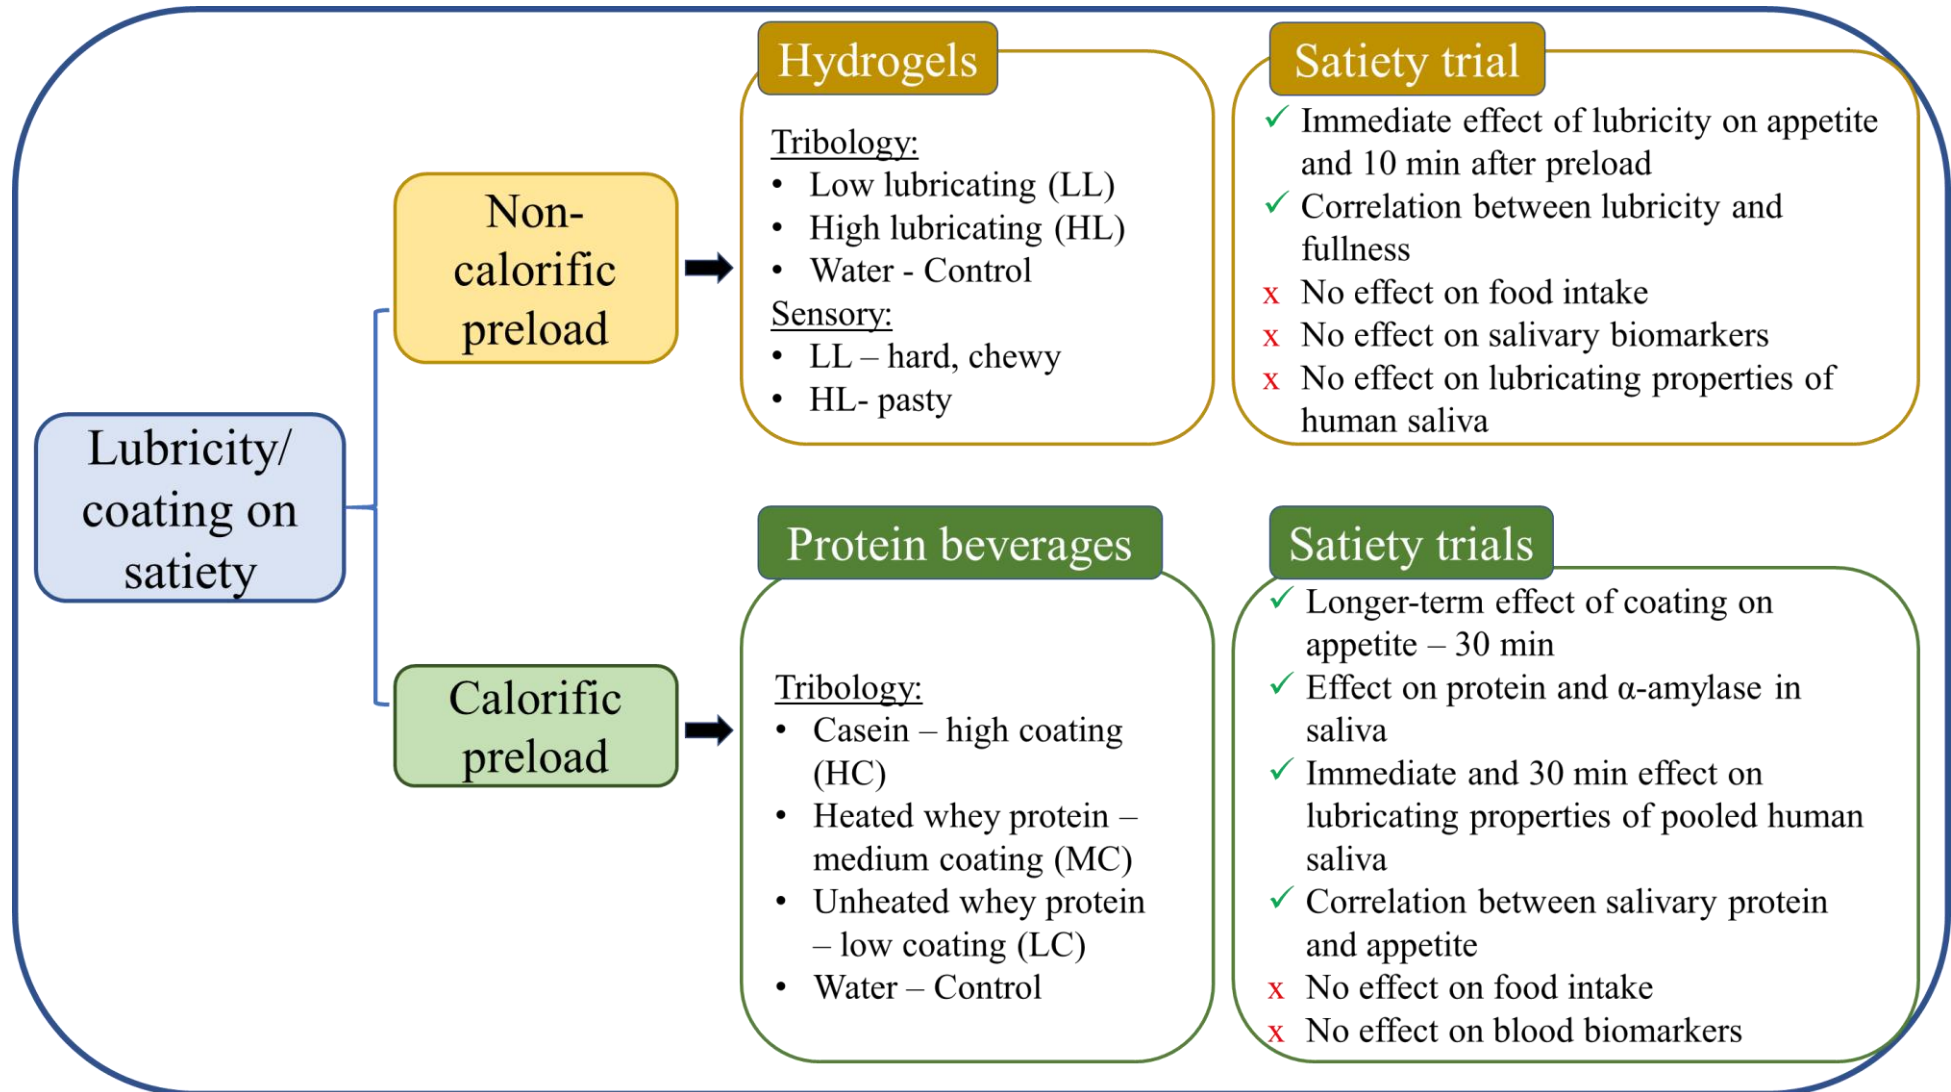 Lubricity/
coating on
satiety
Non-
calorific
preload
Hydrogels
Tribology:
• Low lubricating (LL)
• High lubricating (HL)
• Water - Control
Sensory:
• LL – hard, chewy
• HL- pasty
Satiety trial
✓ Immediate effect of lubricity on appetite
and 10 min after preload
✓ Correlation between lubricity and
fullness
x No effect on food intake
x No effect on salivary biomarkers
x No effect on lubricating properties of
human saliva
Calorific
preload
Protein beverages
Tribology:
• Casein – high coating
(HC)
• Heated whey protein –
medium coating (MC)
• Unheated whey protein
– low coating (LC)
• Water – Control
Satiety trials
✓ Longer-term effect of coating on
appetite – 30 min
✓ Effect on protein and α-amylase in
saliva
✓ Immediate and 30 min effect on
lubricating properties of pooled human
saliva
✓ Correlation between salivary protein
and appetite
x No effect on food intake
x No effect on blood biomarkers